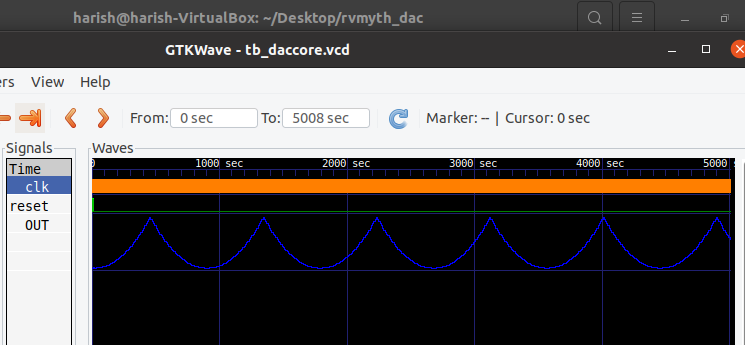 harish@harish-VirtualBox: ~/Desktop/rvmyth_dac
GTKWave - tb_daccore.vcd
ers View Help
From: 0 sec To: 5008 sec Marker: -- | Cursor: 0 sec
Signals Waves
Time 0 1000 sec 2000 sec 3000 sec 4000 sec 5000 s
clk
reset
OUT